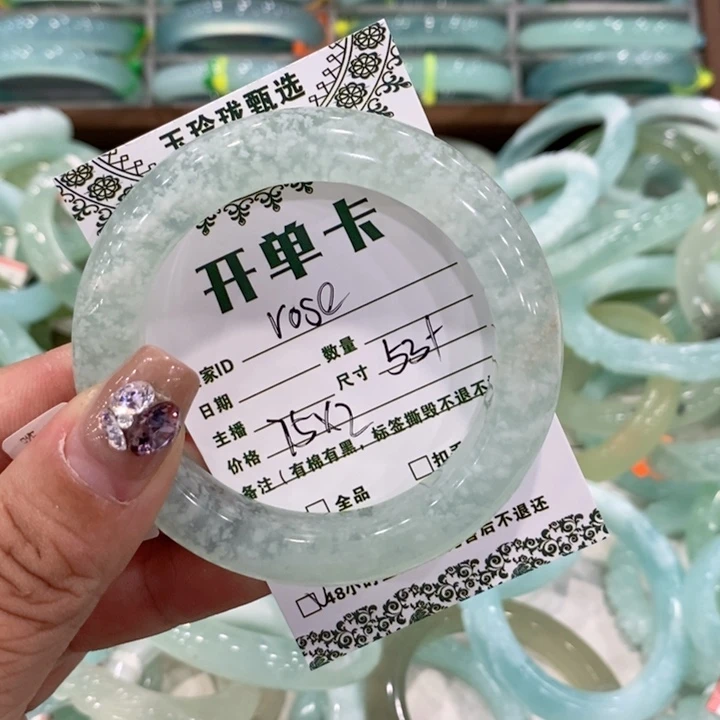 玉玲珑甄选
开单卡
rose
家ID
数量
日期
尺寸 53+
主播
75X2
价格
备注（有棉有黑，标签撕毁不退不
全品
后不退还
48小时